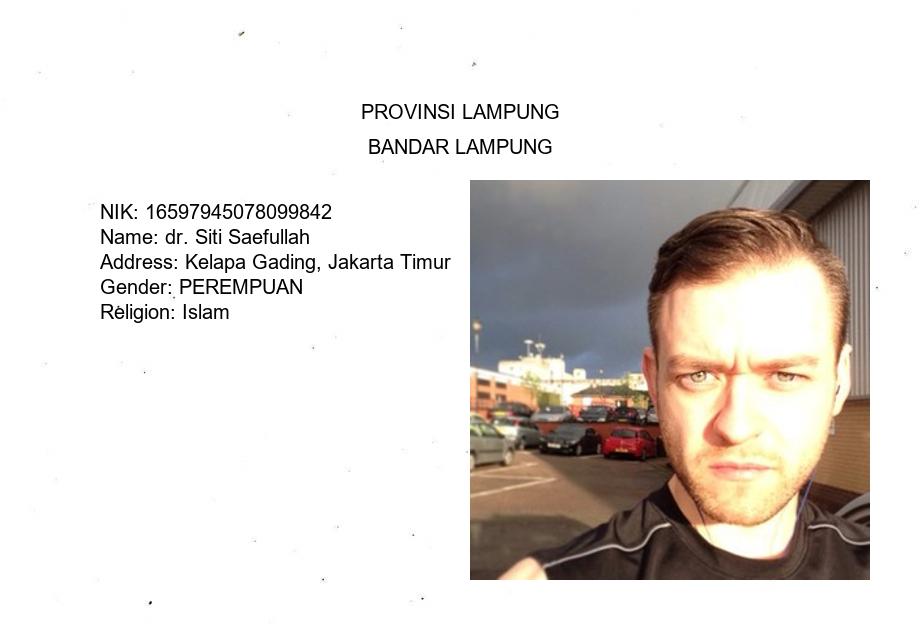 PROVINSI LAMPUNG
BANDAR LAMPUNG
NIK: 16597945078099842
Name: dr. Siti Saefullah
Address: Kelapa Gading, Jakarta Timur
Gender: PEREMPUAN
Religion: Islam